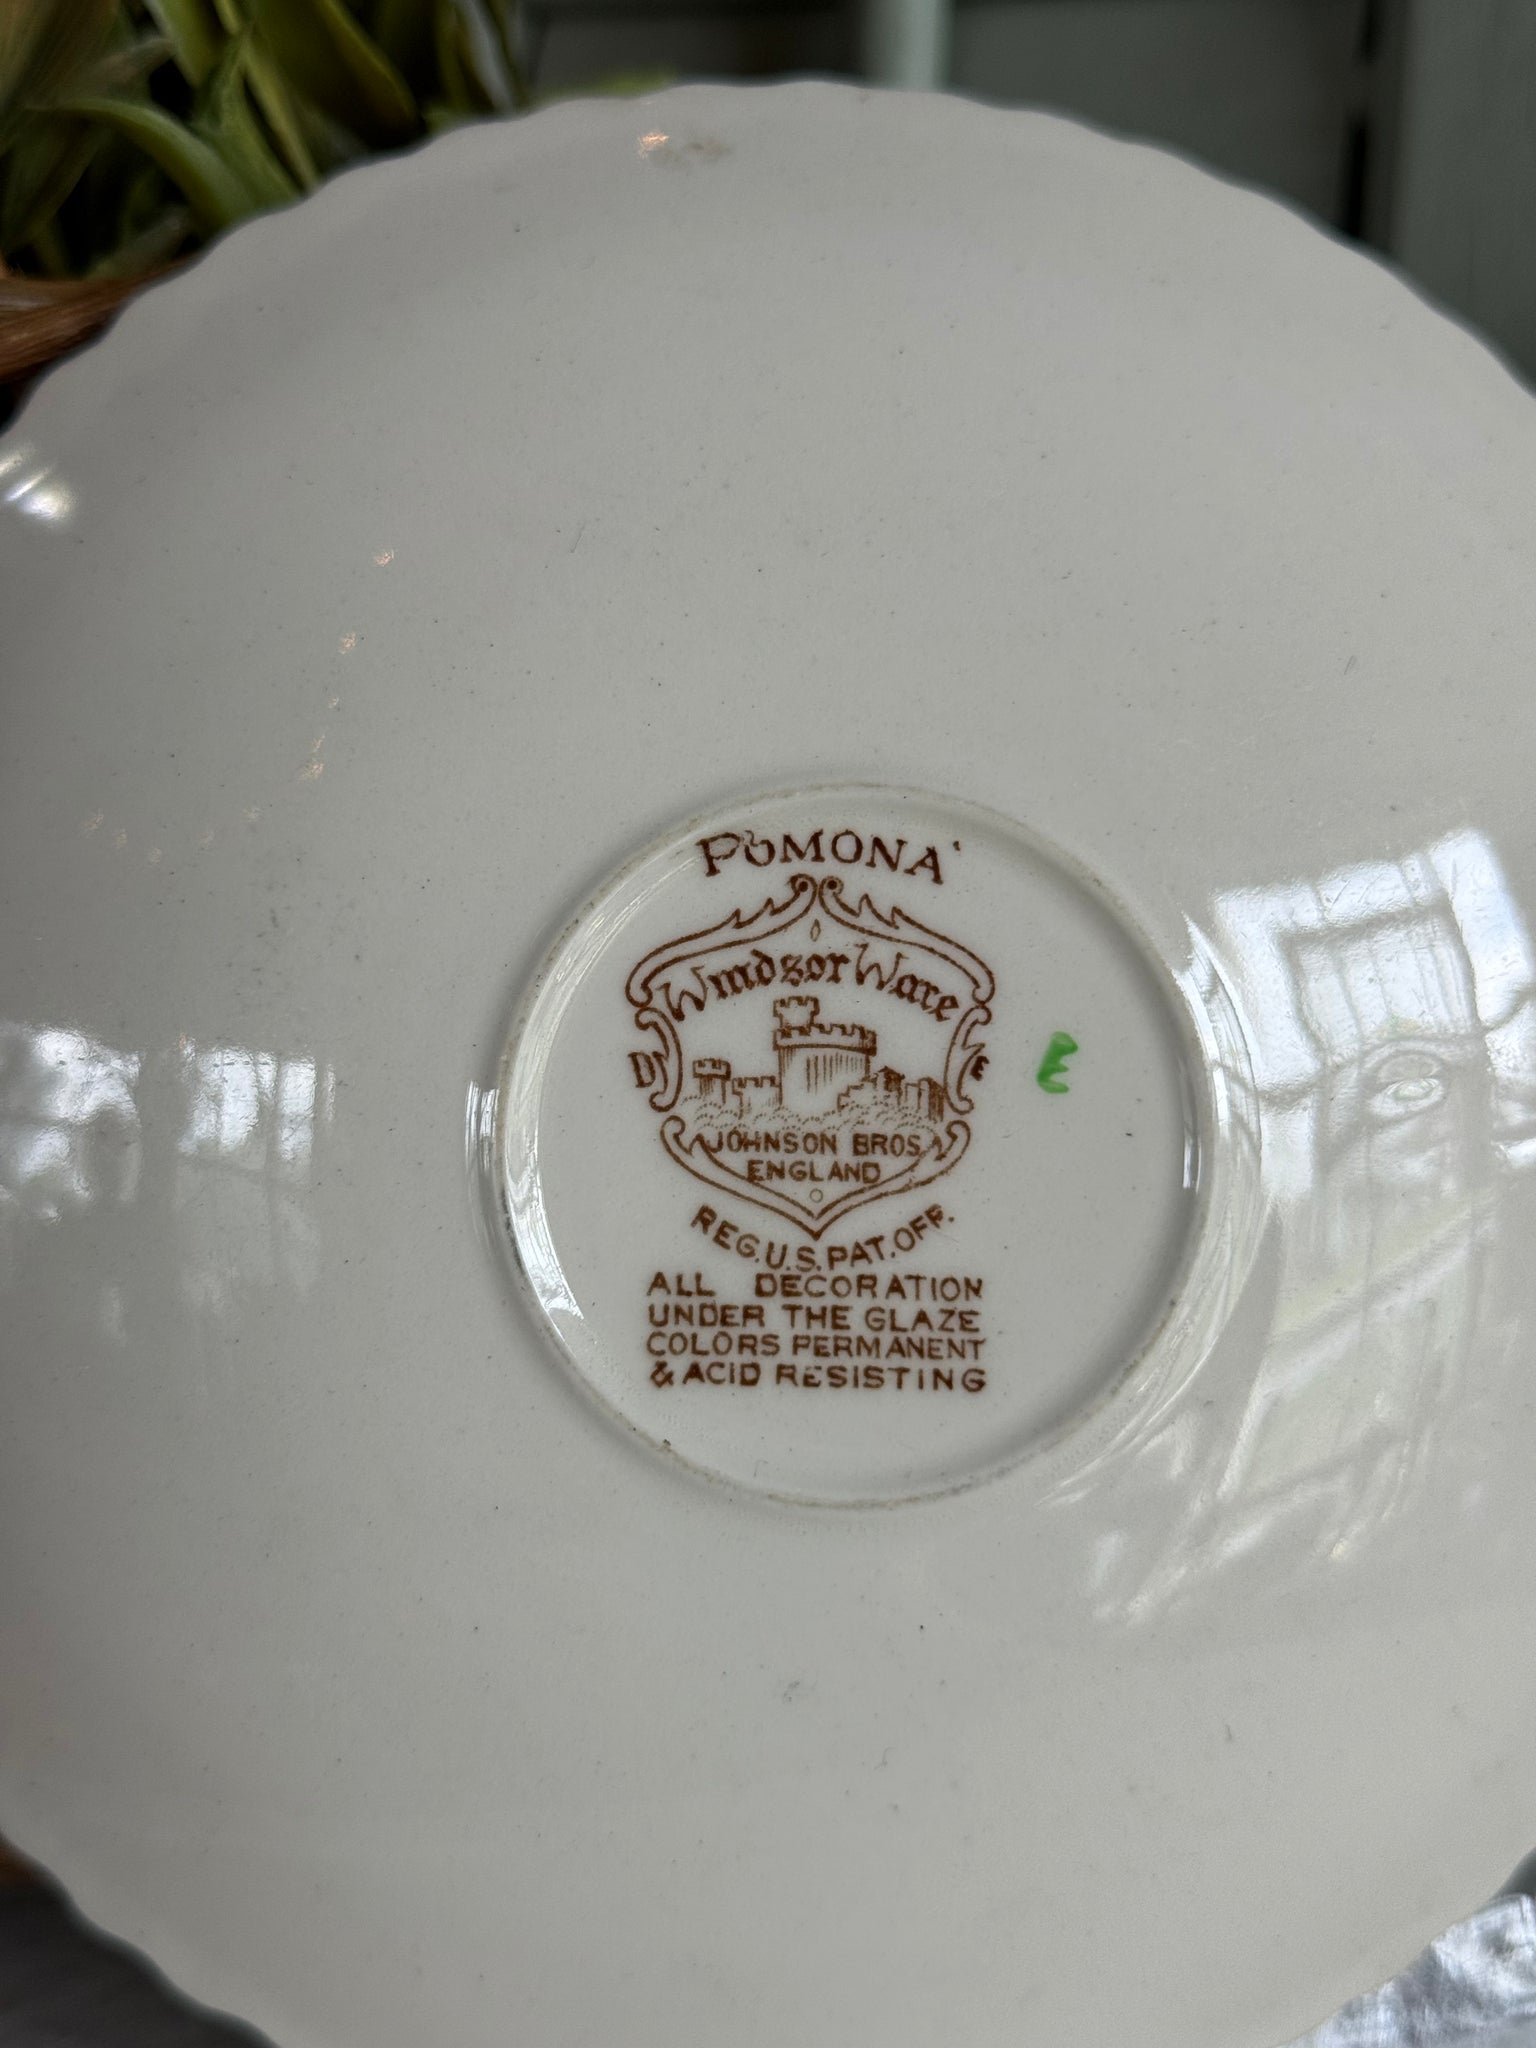 POMONA
Windsor Ware
D E
JOHNSON BROS
ENGLAND
REG. U.S. PAT. OFF.
ALL DECORATION
UNDER THE GLAZE
COLORS PERMANENT
& ACID RESISTING